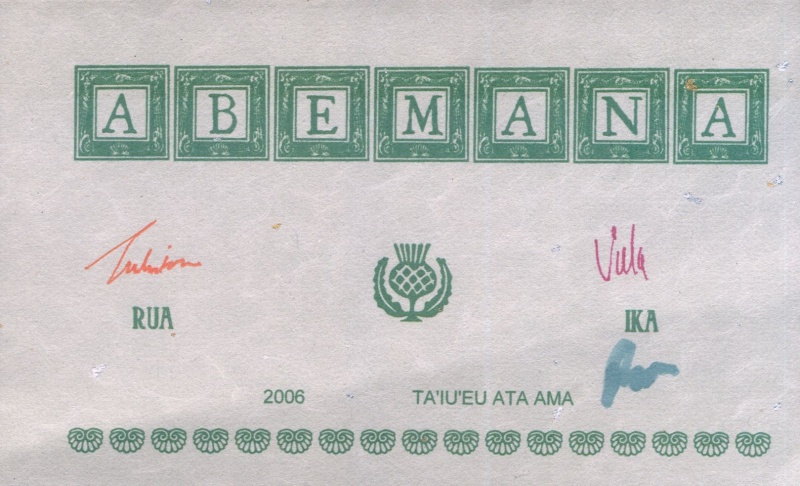 ABEMANA
RUA
IKA
2006 TA'IU'EU ATA AMA